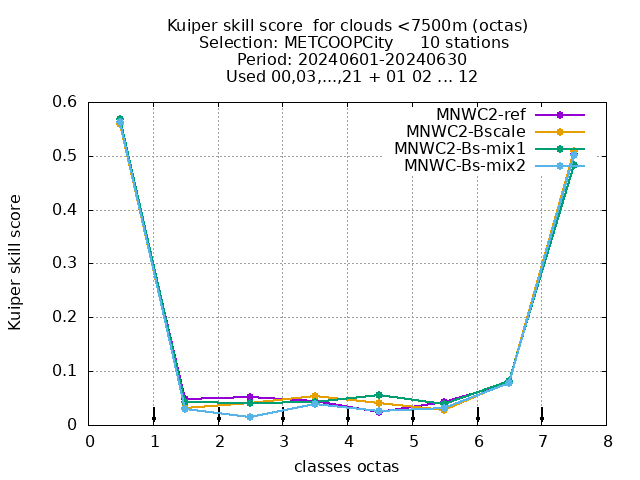 Kuiper skill score  for clouds <7500m (octas)
Selection: METCOOPCity     10 stations
Period: 20240601-20240630
Used 00,03,...,21 + 01 02 ... 12
MNWC2-ref
MNWC2-Bscale
MNWC2-Bs-mix1
MNWC-Bs-mix2
Kuiper skill score
0.6
0.5
0.4
0.3
0.2
0.1
0
0 1 2 3 4 5 6 7 8
classes octas